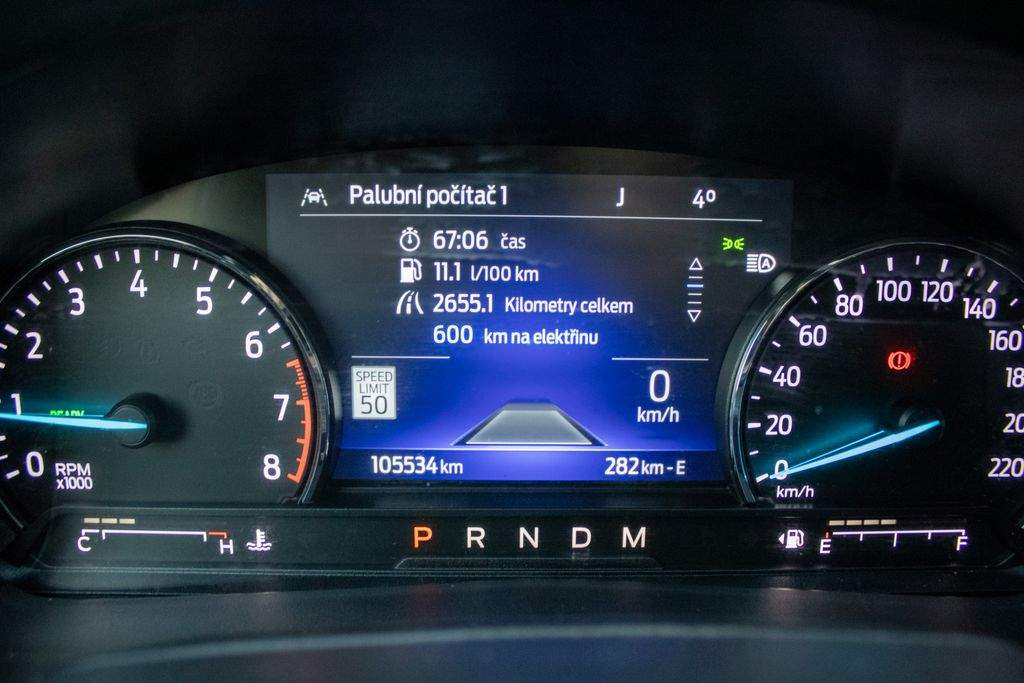 Palubní počítač 1 J 4º
67:06 čas
11.1 l/100 km
2655.1 Kilometry celkem
600 km na elektřinu
SPEED
LIMIT
50
0
km/h
105534 km 282 km - E
0 1 2 3 4 5 6 7 8
READY
RPM
x1000
0 20 40 60 80 100 120 140 160 220
km/h
A
C H
P R N D M
E F